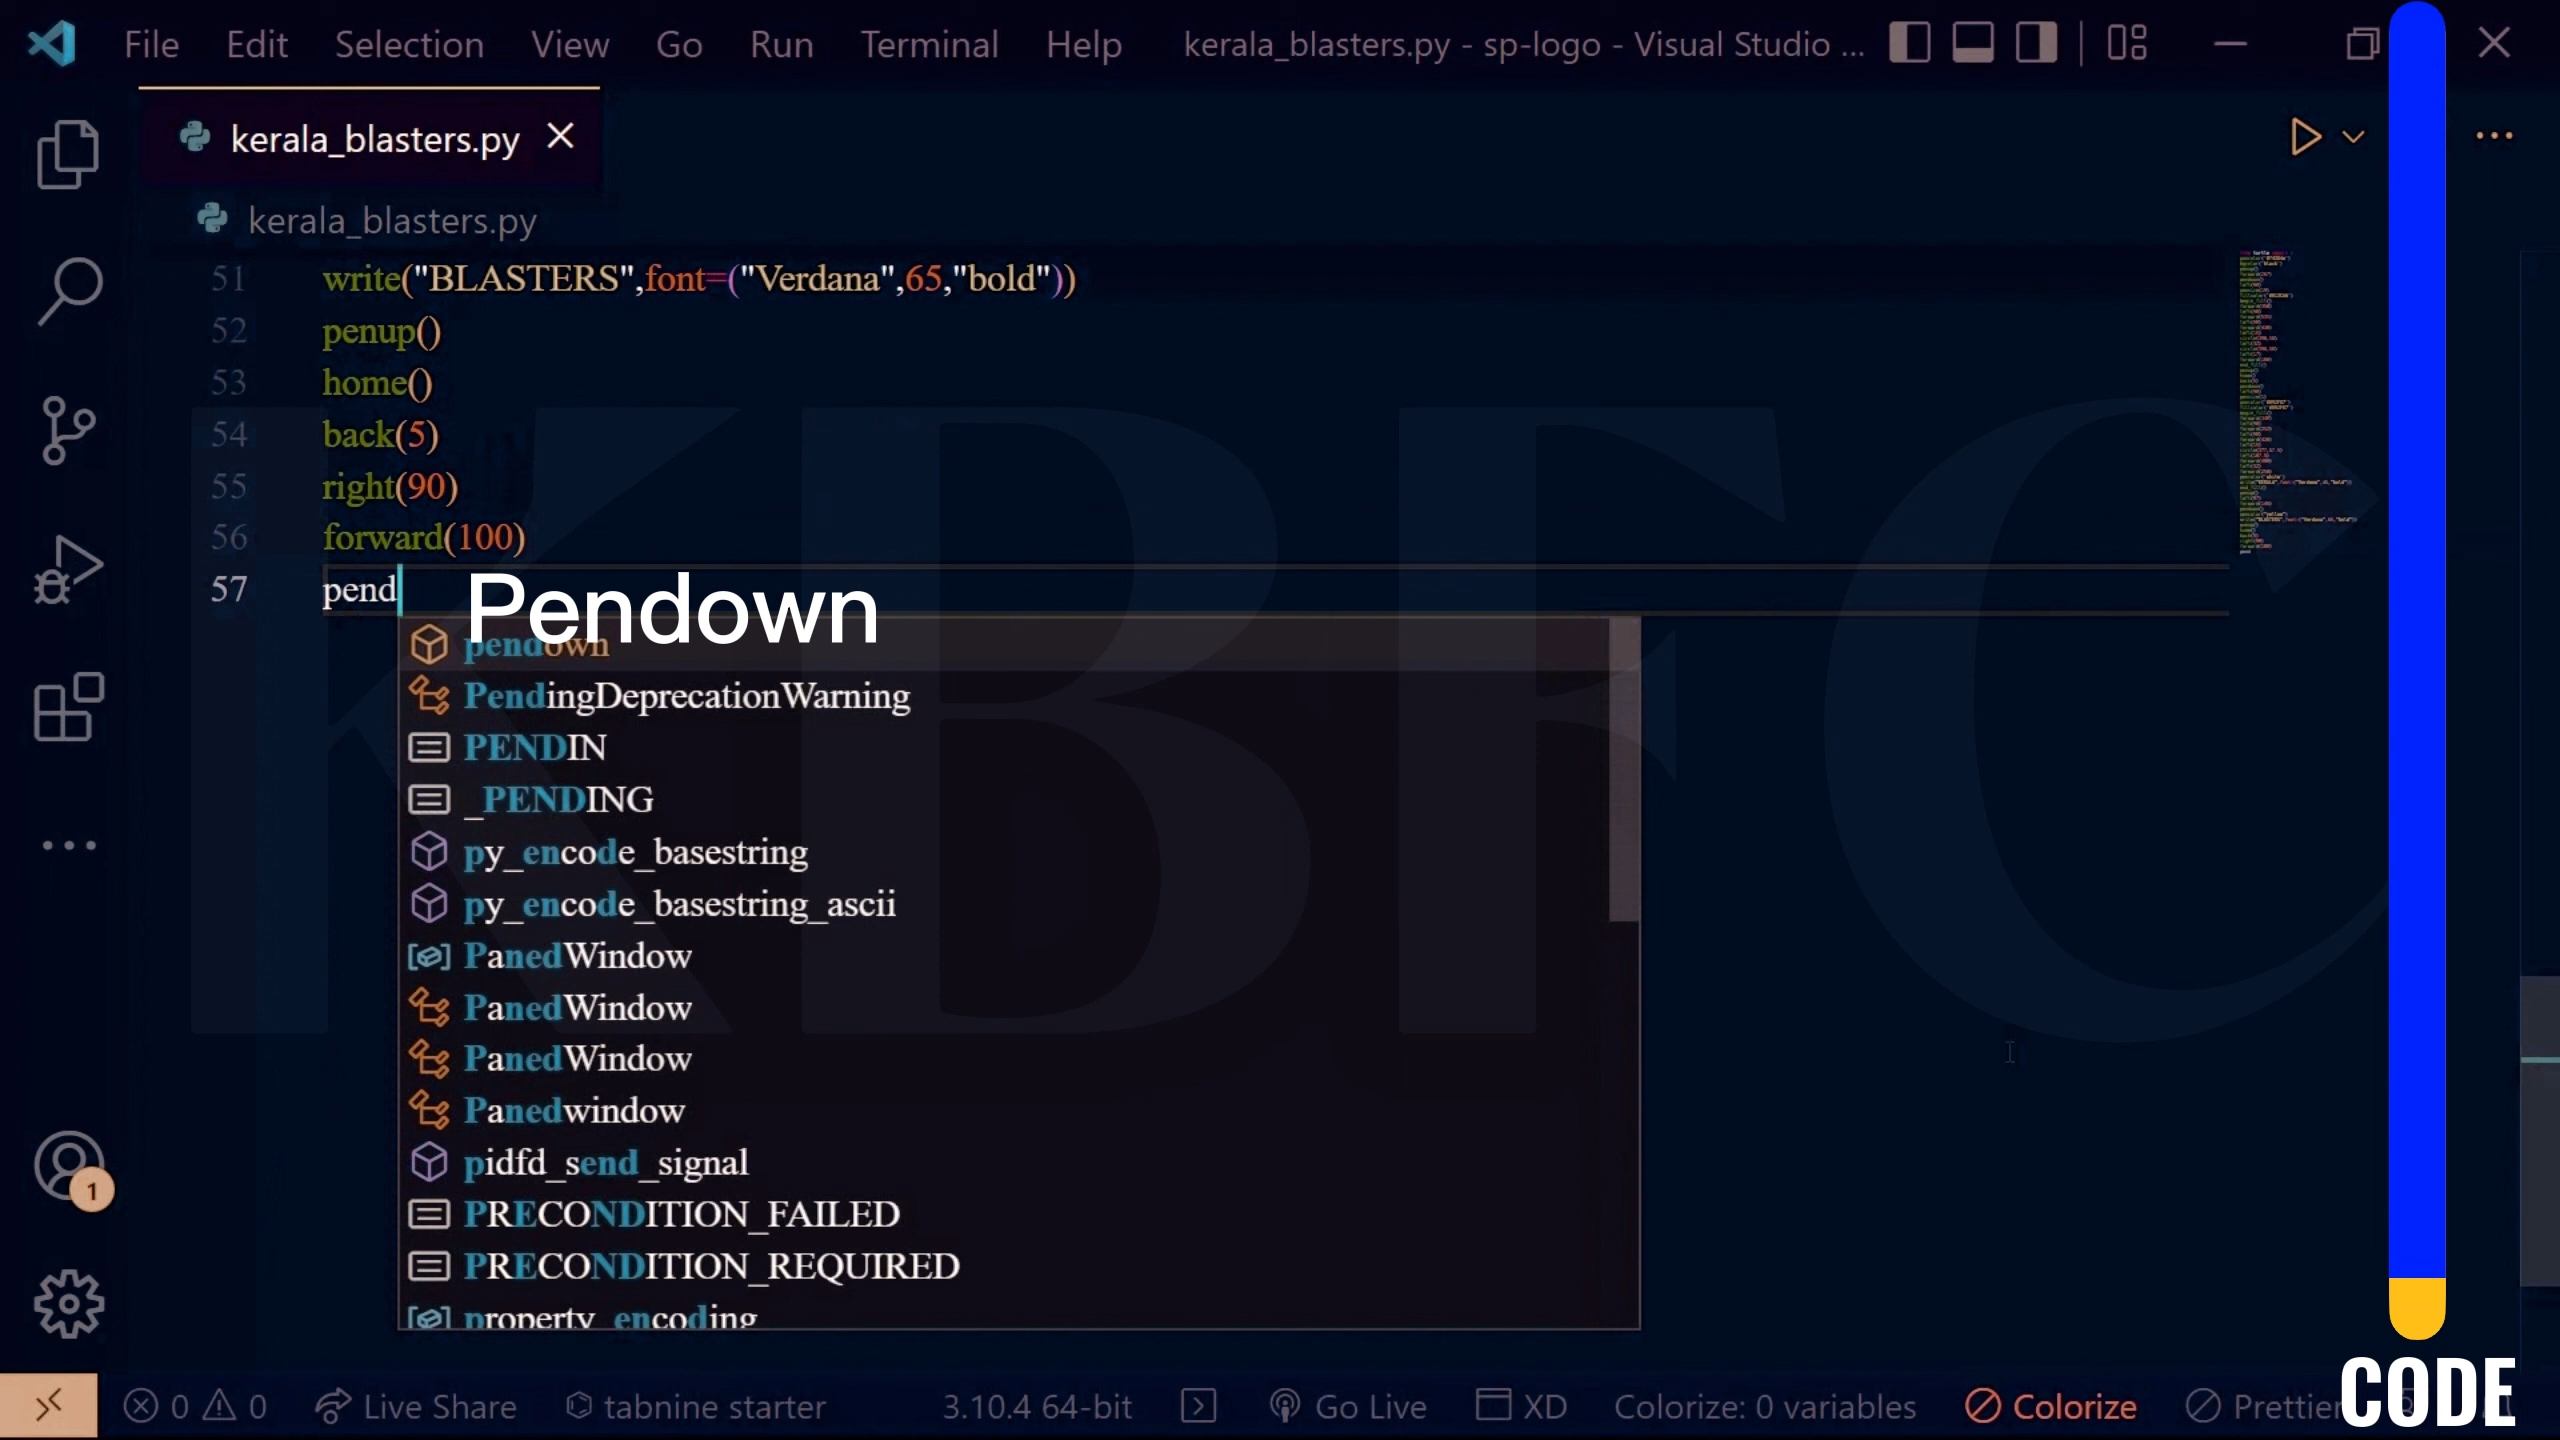 File Edit Selection View Go Run Terminal Help kerala_blasters.py - sp-logo - Visual Studio ...
kerala_blasters.py
kerala_blasters.py
51 write("BLASTERS",font=("Verdana",65,"bold"))
52 penup()
53 home()
54 back(5)
55 right(90)
56 forward(100)
57 pend
Pendown
pendown
PendingDeprecationWarning
PENDIN
_PENDING
py_encode_basestring
py_encode_basestring_ascii
PanedWindow
PanedWindow
PanedWindow
Panedwindow
pidfd_send_signal
PRECONDITION_FAILED
PRECONDITION_REQUIRED
property_encoding
KBFC
1
0 0 Live Share tabnine starter 3.10.4 64-bit Go Live XD Colorize: 0 variables Colorize Prettier
CODE